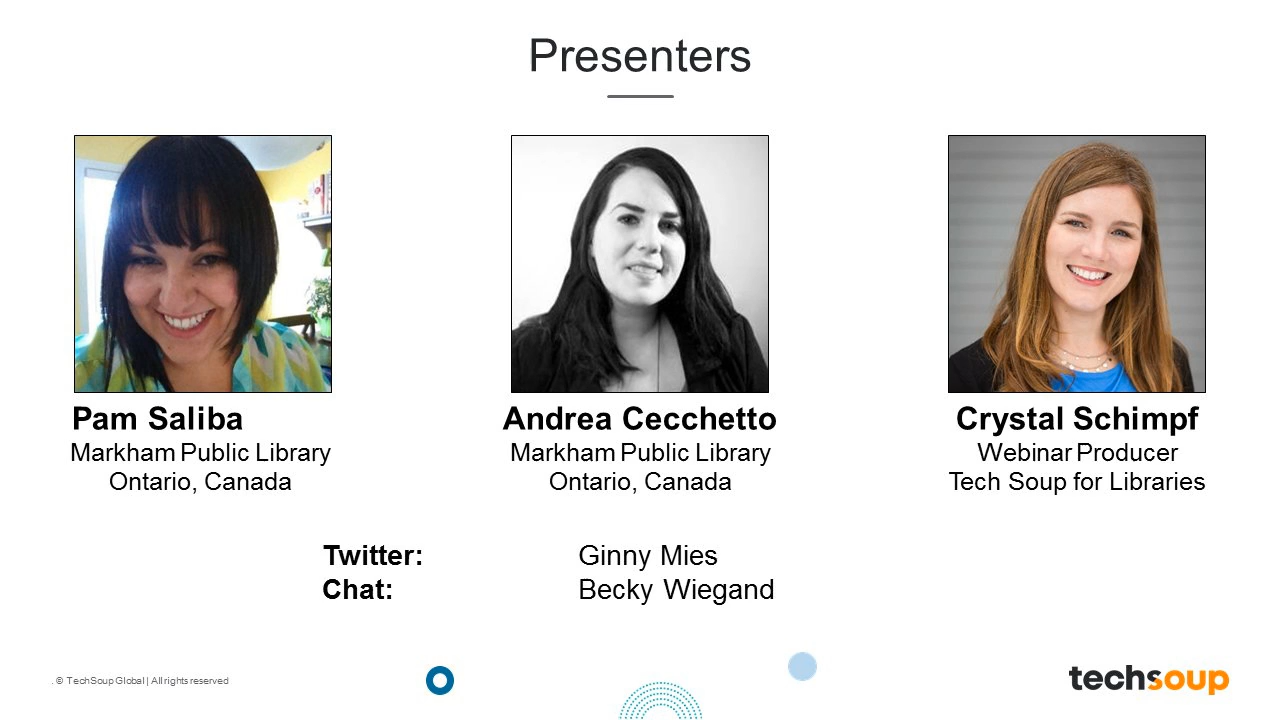 Presenters
Pam Saliba
Markham Public Library
Ontario, Canada
Andrea Cecchetto
Markham Public Library
Ontario, Canada
Crystal Schimpf
Webinar Producer
Tech Soup for Libraries
Twitter: Ginny Mies
Chat: Becky Wiegand
. © TechSoup Global | All rights reserved
techsoup